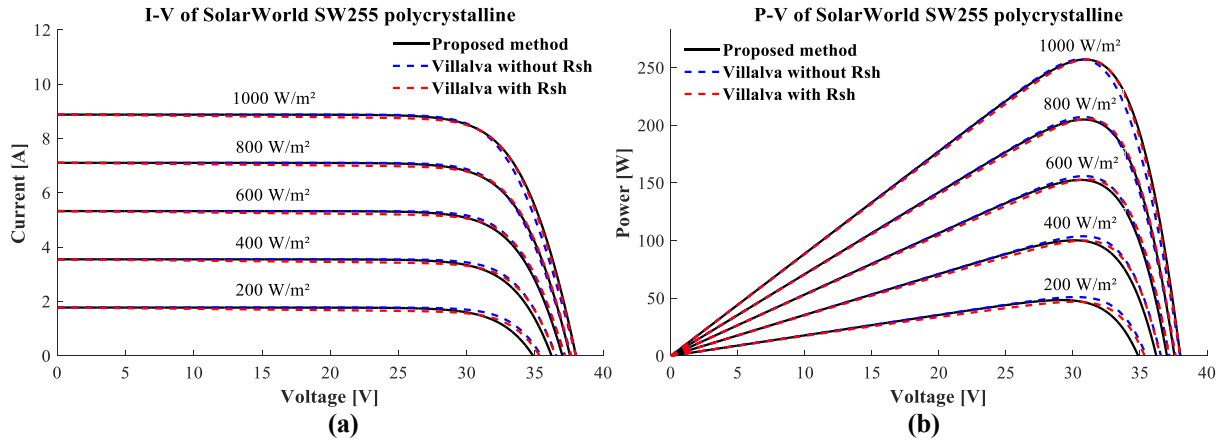 I-V of SolarWorld SW255 polycrystalline
12
10
8
6
4
2
0
Current [A]
Proposed method
Villalva without Rsh
Villalva with Rsh
1000 W/m²
800 W/m²
600 W/m²
400 W/m²
200 W/m²
0 5 10 15 20 25 30 35 40
Voltage [V]
(a)
P-V of SolarWorld SW255 polycrystalline
250
200
150
100
50
0
Power [W]
Proposed method
Villalva without Rsh
Villalva with Rsh
1000 W/m²
800 W/m²
600 W/m²
400 W/m²
200 W/m²
0 5 10 15 20 25 30 35 40
Voltage [V]
(b)